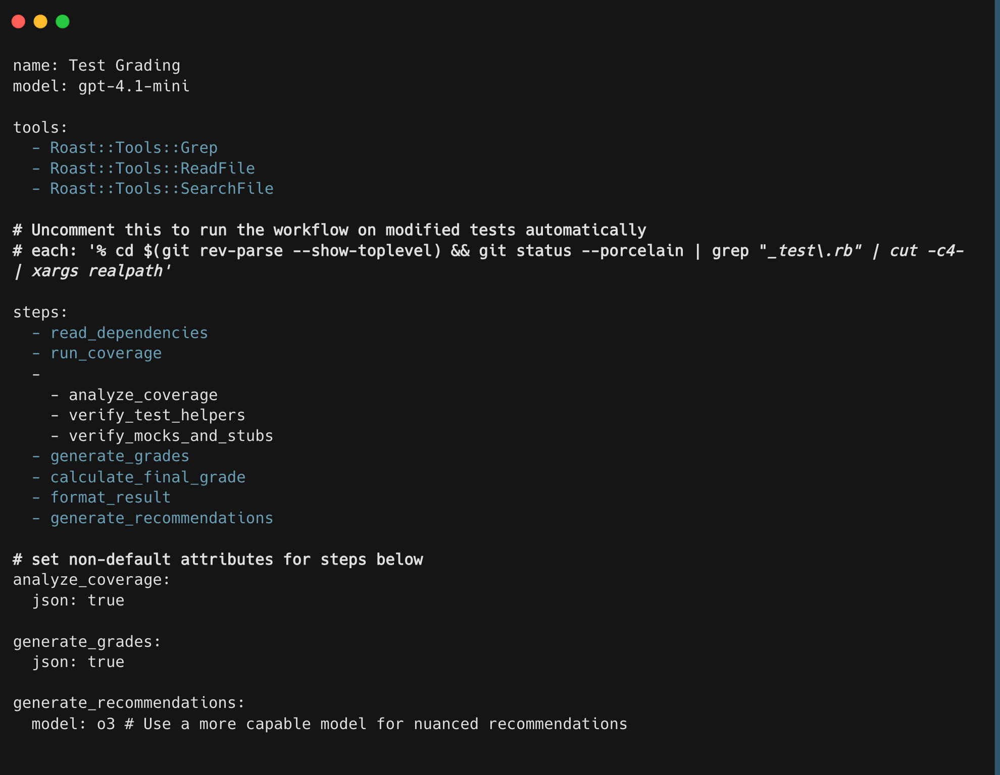 name: Test Grading
model: gpt-4.1-mini

tools:
  - Roast::Tools::Grep
  - Roast::Tools::ReadFile
  - Roast::Tools::SearchFile

# Uncomment this to run the workflow on modified tests automatically
# each: '% cd $(git rev-parse --show-toplevel) && git status --porcelain | grep "_test\.rb" | cut -c4-
| xargs realpath'

steps:
  - read_dependencies
  - run_coverage
  -
    - analyze_coverage
    - verify_test_helpers
    - verify_mocks_and_stubs
  - generate_grades
  - calculate_final_grade
  - format_result
  - generate_recommendations

# set non-default attributes for steps below
analyze_coverage:
  json: true

generate_grades:
  json: true

generate_recommendations:
  model: o3 # Use a more capable model for nuanced recommendations